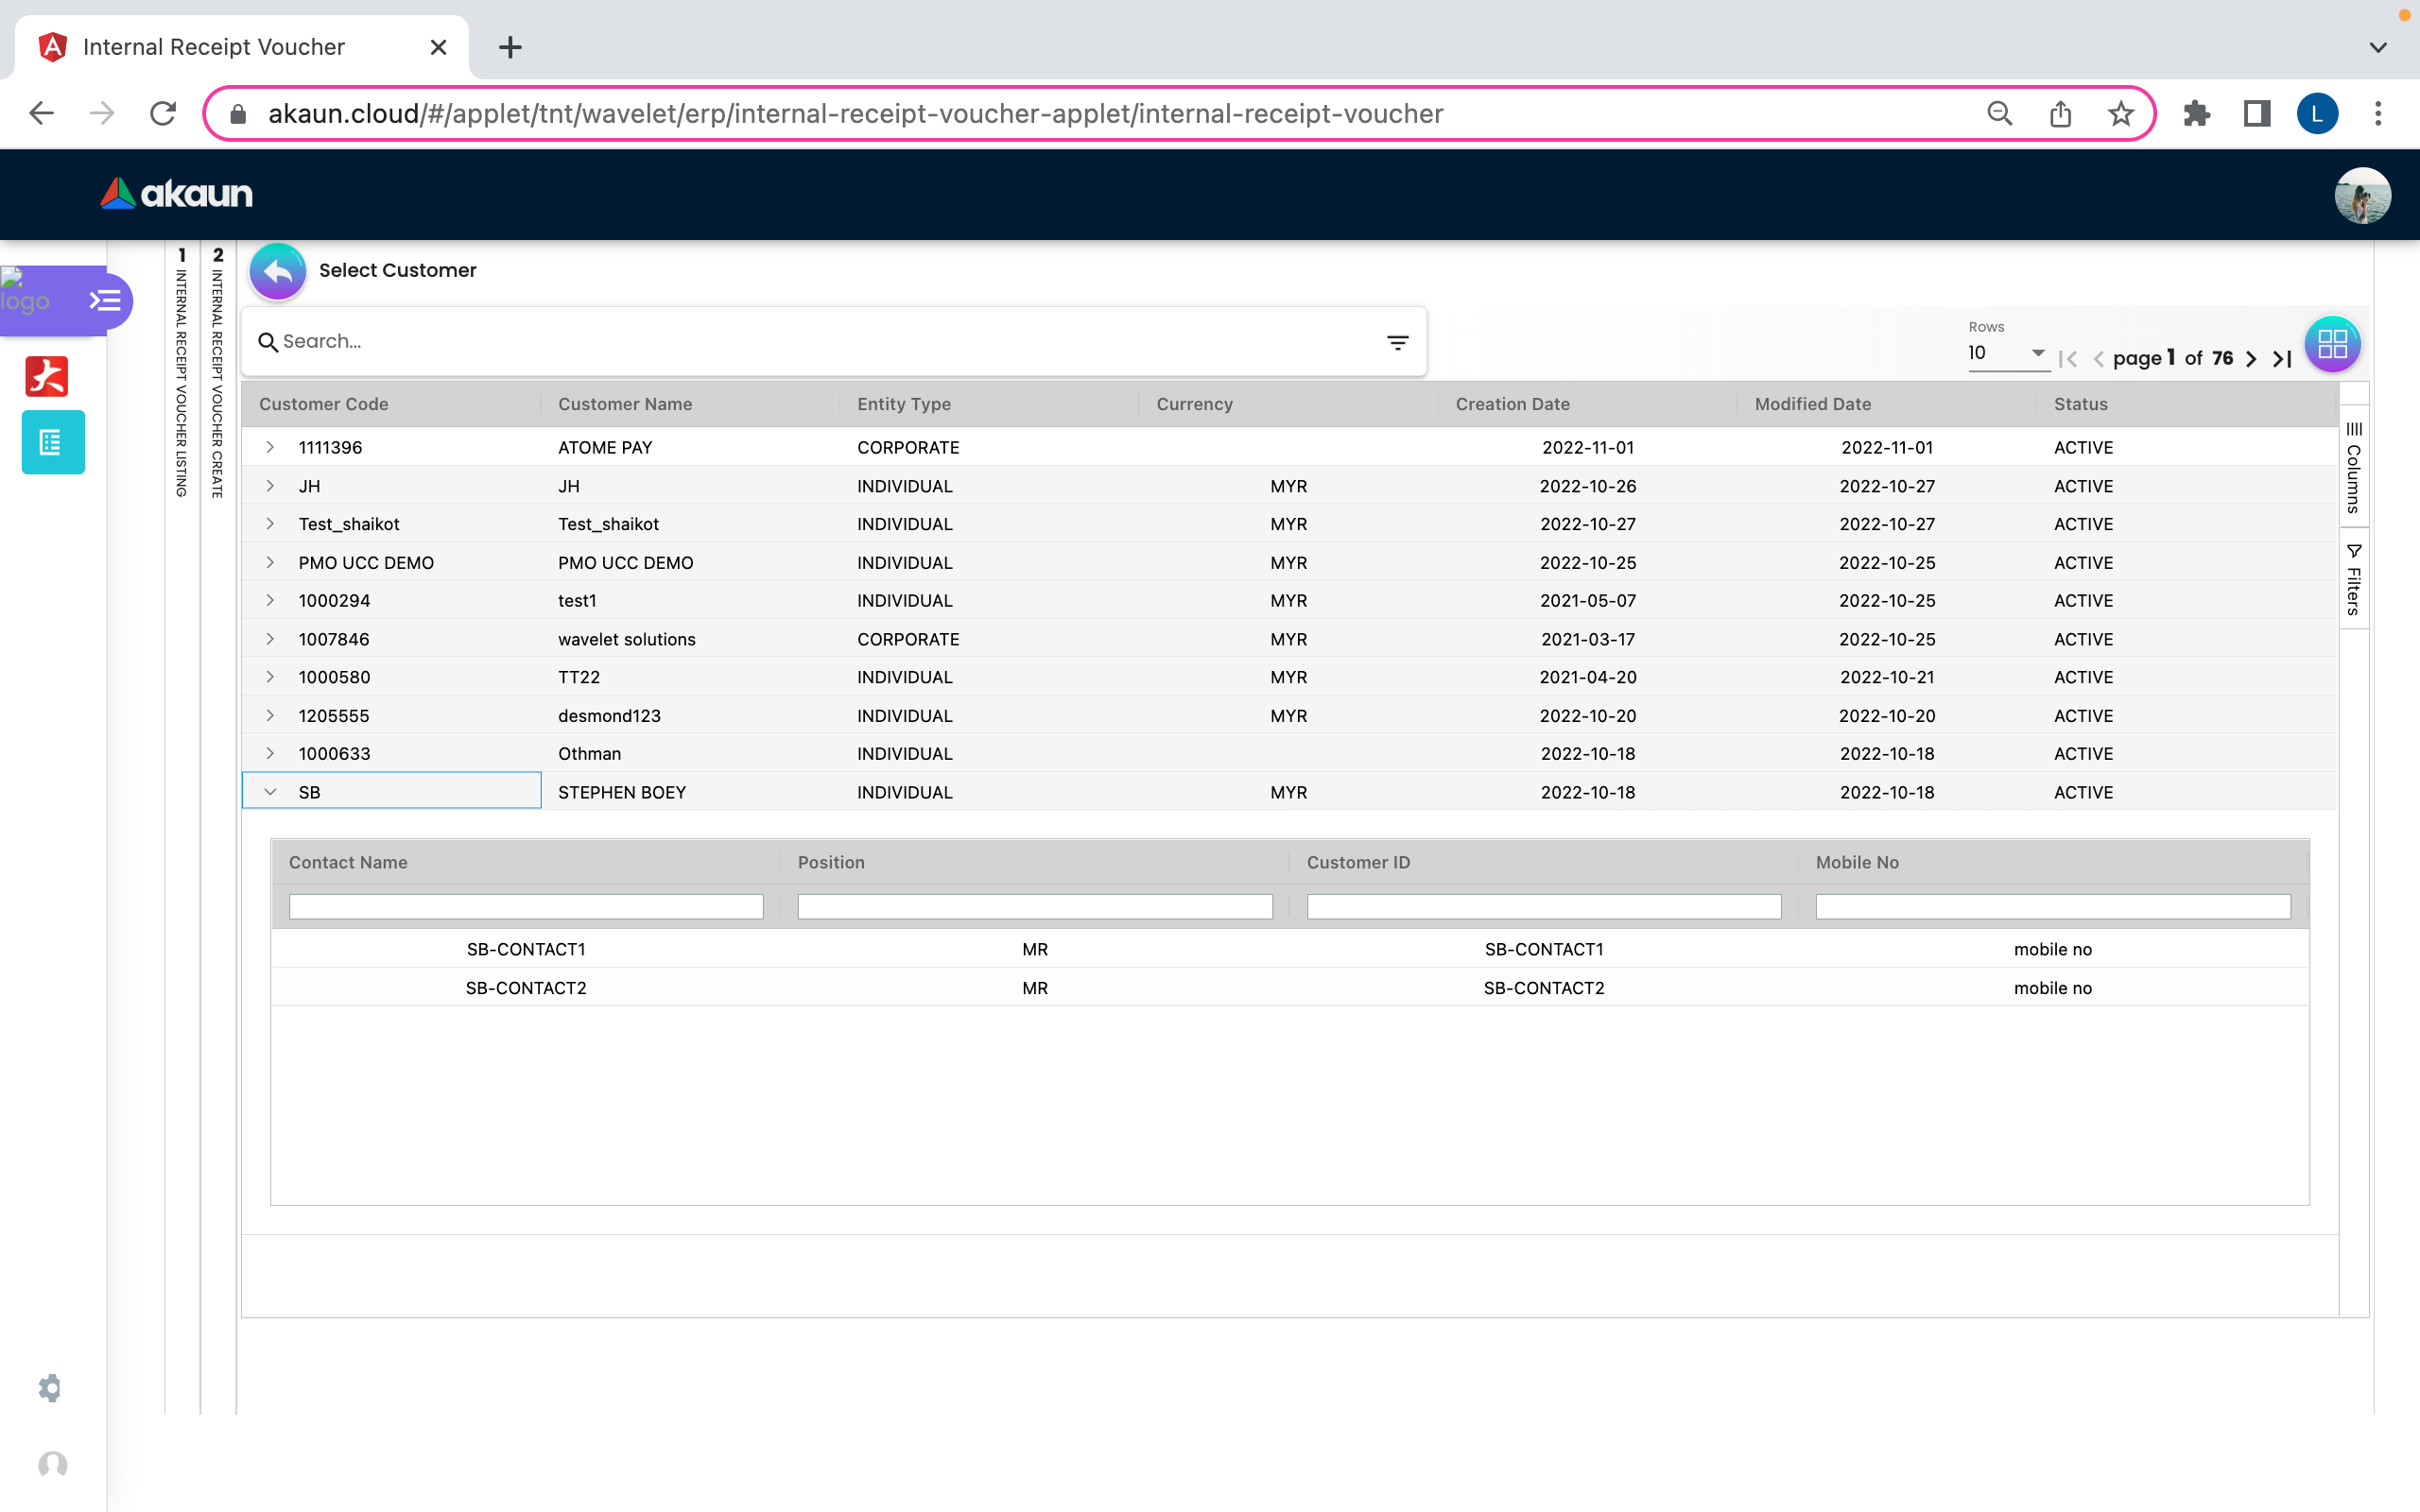 Internal Receipt Voucher
akaun.cloud/#/applet/tnt/wavelet/erp/internal-receipt-voucher-applet/internal-receipt-voucher
L
akaun
logo
1 INTERNAL RECEIPT VOUCHER LISTING
2 INTERNAL RECEIPT VOUCHER CREATE
Select Customer
Search...
Rows
10
page 1 of 76
Customer Code Customer Name Entity Type Currency Creation Date Modified Date Status
1111396 ATOME PAY CORPORATE 2022-11-01 2022-11-01 ACTIVE
JH JH INDIVIDUAL MYR 2022-10-26 2022-10-27 ACTIVE
Test_shaikot Test_shaikot INDIVIDUAL MYR 2022-10-27 2022-10-27 ACTIVE
PMO UCC DEMO PMO UCC DEMO INDIVIDUAL MYR 2022-10-25 2022-10-25 ACTIVE
1000294 test1 INDIVIDUAL MYR 2021-05-07 2022-10-25 ACTIVE
1007846 wavelet solutions CORPORATE MYR 2021-03-17 2022-10-25 ACTIVE
1000580 TT22 INDIVIDUAL MYR 2021-04-20 2022-10-21 ACTIVE
1205555 desmond123 INDIVIDUAL MYR 2022-10-20 2022-10-20 ACTIVE
1000633 Othman INDIVIDUAL 2022-10-18 2022-10-18 ACTIVE
SB STEPHEN BOEY INDIVIDUAL MYR 2022-10-18 2022-10-18 ACTIVE
Columns
Filters
Contact Name Position Customer ID Mobile No
SB-CONTACT1 MR SB-CONTACT1 mobile no
SB-CONTACT2 MR SB-CONTACT2 mobile no